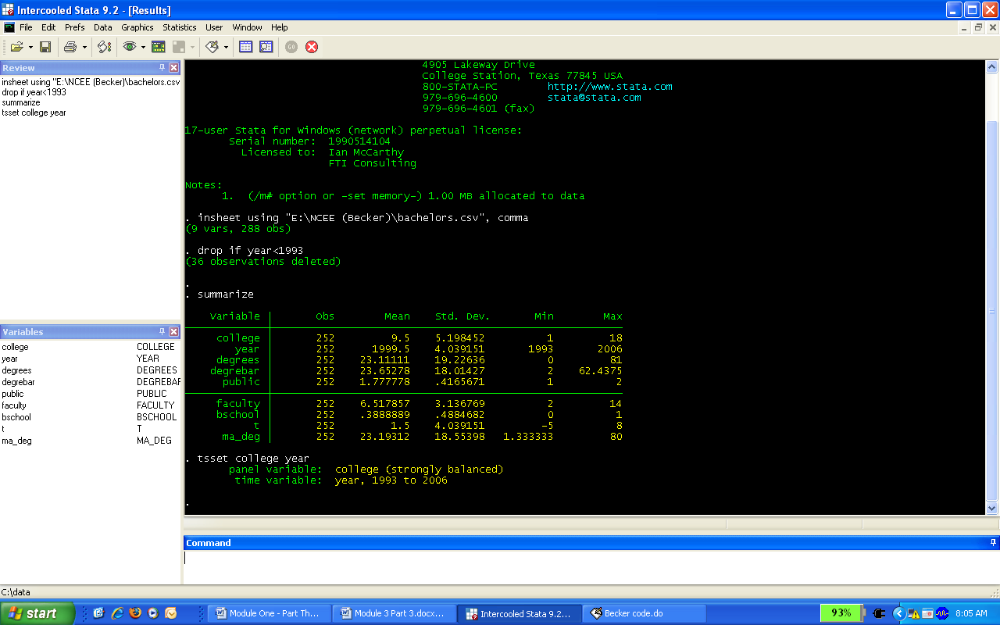 Intercooled Stata 9.2 - [Results]
File Edit Prefs Data Graphics Statistics User Window Help
GO
Review
insheet using "E:\NCEE (Becker)\bachelors.csv
drop if year<1993
summarize
tsset college year
Variables
college COLLEGE
year YEAR
degrees DEGREES
degrebar DEGREBAR
public PUBLIC
faculty FACULTY
bschool BSCHOOL
t T
ma_deg MA_DEG
4905 Lakeway Drive
College Station, Texas 77845 USA
800-STATA-PC http://www.stata.com
979-696-4600 stata@stata.com
979-696-4601 (fax)
17-user Stata for Windows (network) perpetual license:
Serial number: 1990514104
Licensed to: Ian McCarthy
FTI Consulting
Notes:
1. (/m# option or -set memory-) 1.00 MB allocated to data
. insheet using "E:\NCEE (Becker)\bachelors.csv", comma
(9 vars, 288 obs)
. drop if year<1993
(36 observations deleted)
.
. summarize
Variable | Obs Mean Std. Dev. Min Max
college | 252 9.5 5.198452 1 18
year | 252 1999.5 4.039151 1993 2006
degrees | 252 23.11111 19.22636 0 81
degrebar | 252 23.65278 18.01427 2 62.4375
public | 252 1.777778 .4165671 1 2
faculty | 252 6.517857 3.136769 2 14
bschool | 252 .3888889 .4884682 0 1
t | 252 1.5 4.039151 -5 8
ma_deg | 252 23.19312 18.55398 1.333333 80
. tsset college year
panel variable: college (strongly balanced)
time variable: year, 1993 to 2006
.
Command
C:\data
start
Module One - Part Th...
Module 3 Part 3.docx...
Intercooled Stata 9.2...
Becker code.do
93%
8:05 AM